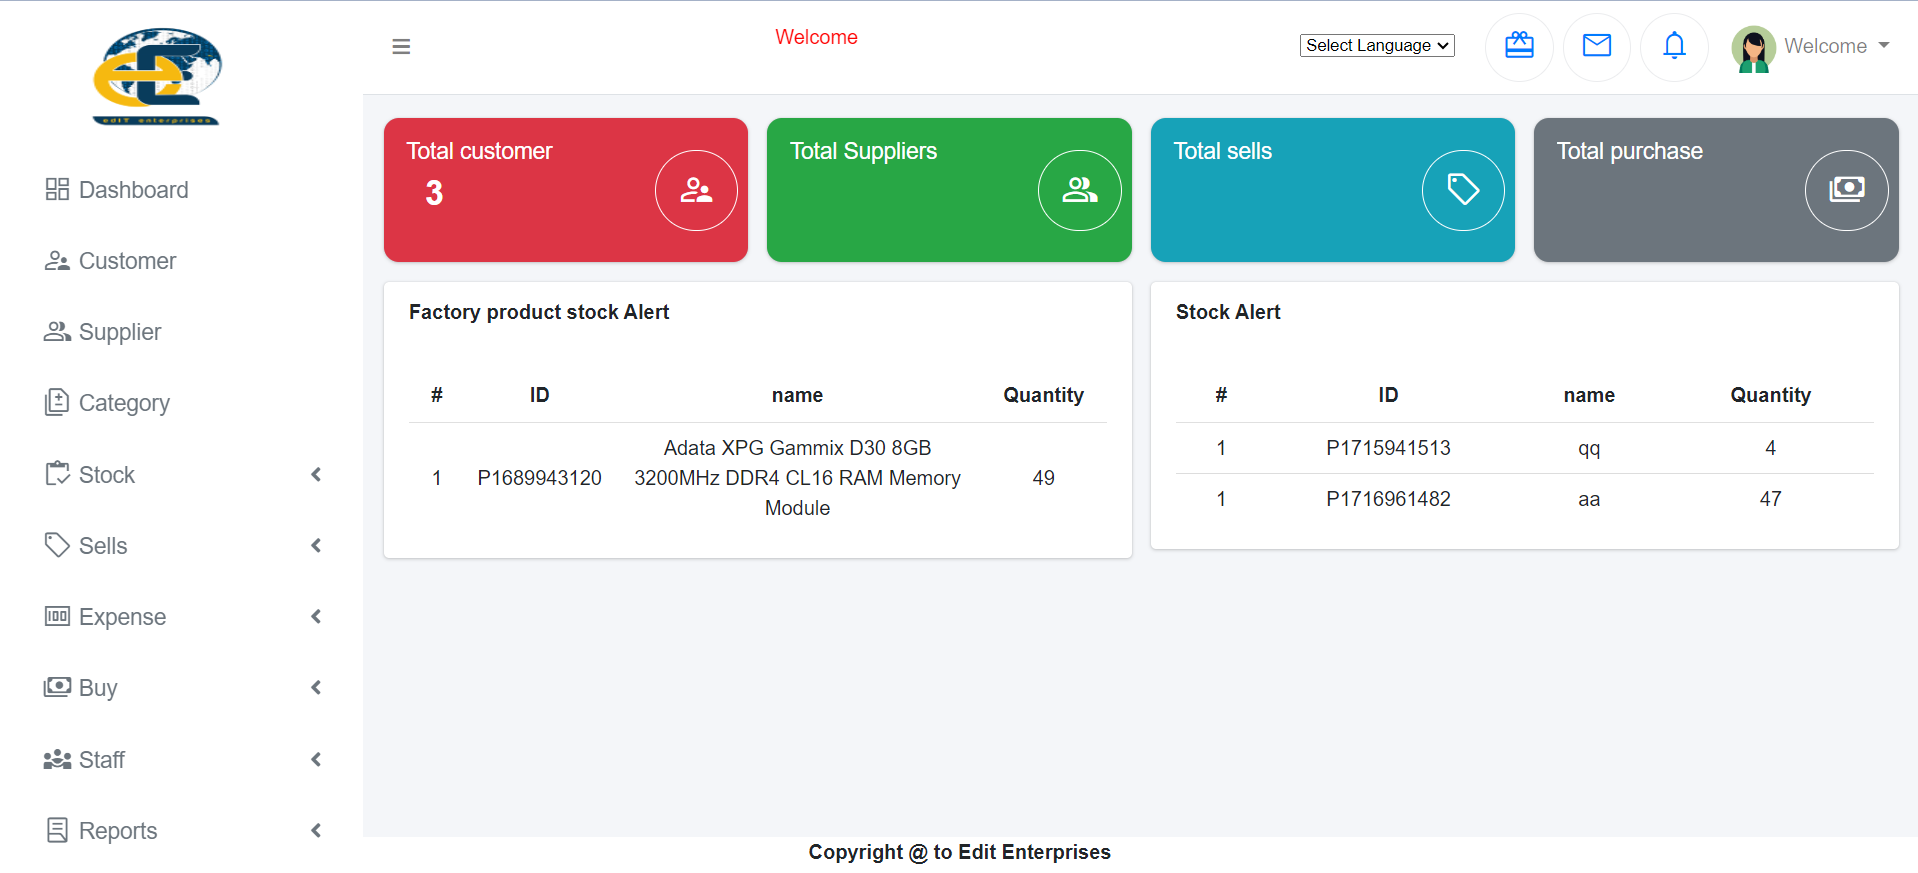 edIT enterprises
Welcome
Select Language
Welcome
Dashboard
Customer
Supplier
Category
Stock
Sells
Expense
Buy
Staff
Reports
Total customer
3
Total Suppliers
Total sells
Total purchase
Factory product stock Alert
# ID name Quantity
1 P1689943120 Adata XPG Gammix D30 8GB
3200MHz DDR4 CL16 RAM Memory
Module 49
Stock Alert
# ID name Quantity
1 P1715941513 qq 4
1 P1716961482 aa 47
Copyright @ to Edit Enterprises